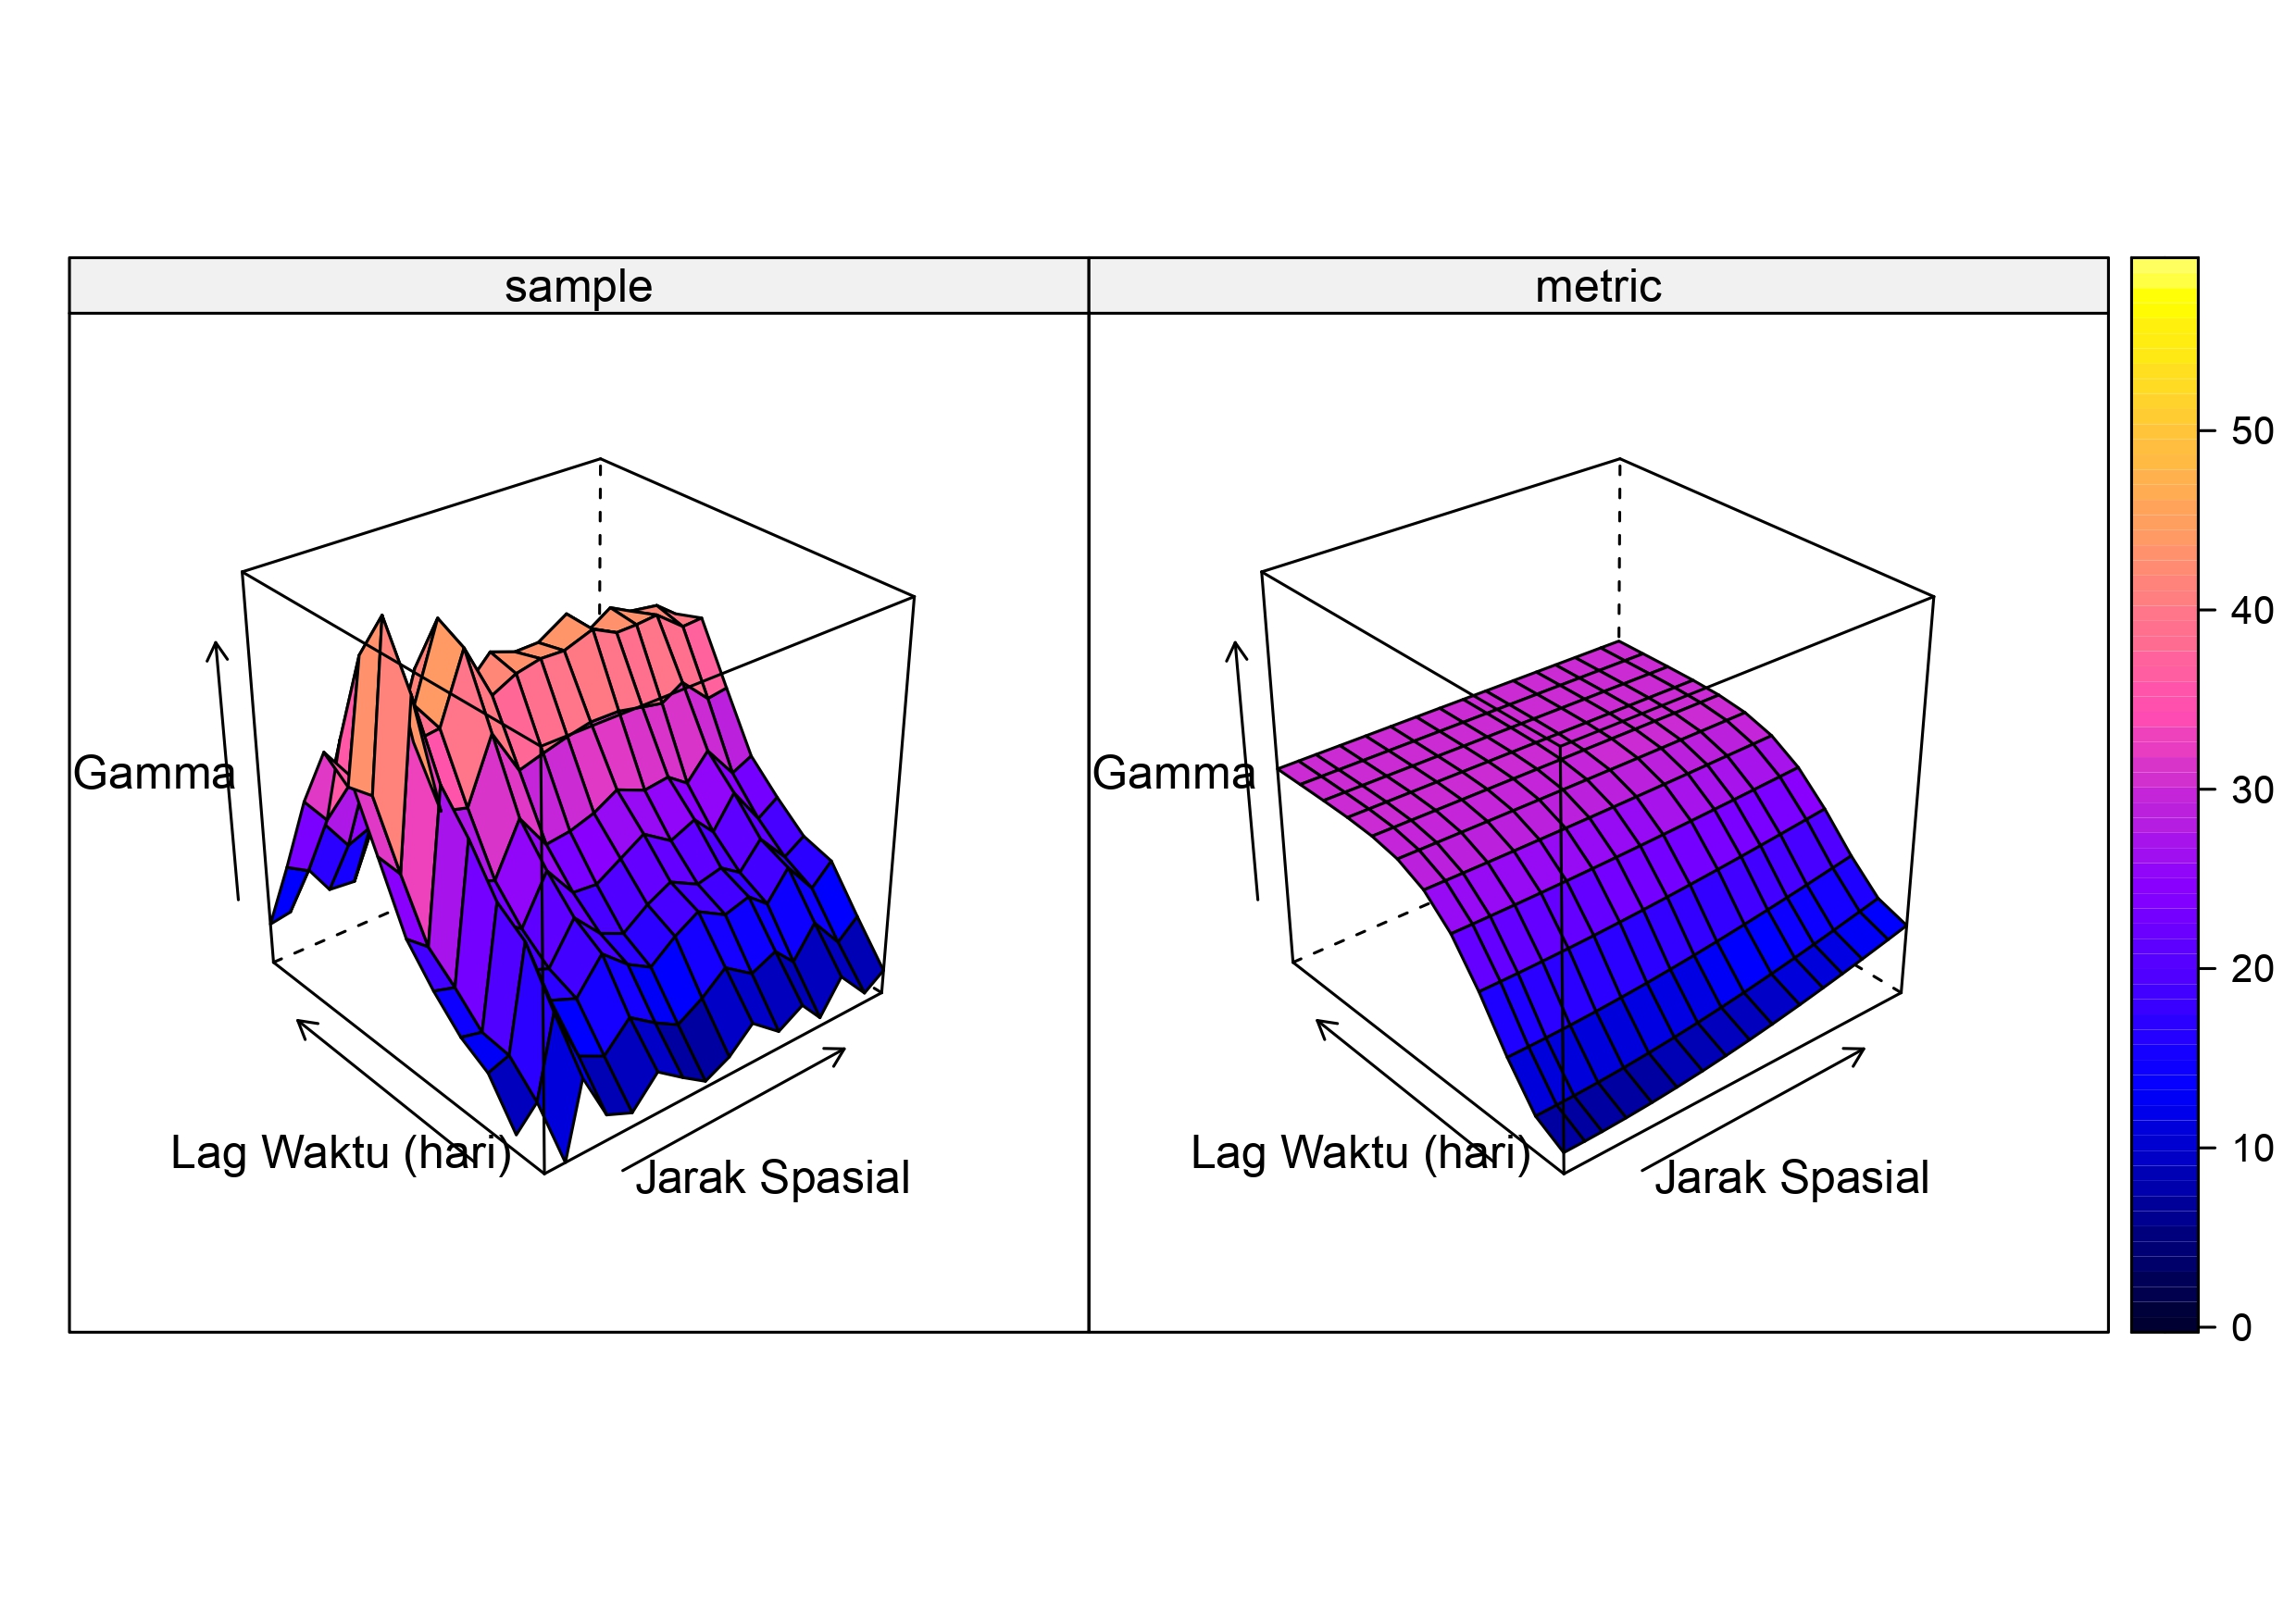 sample
metric
Gamma
Lag Waktu (hari)
Jarak Spasial
Gamma
Lag Waktu (hari)
Jarak Spasial
50
40
30
20
10
0